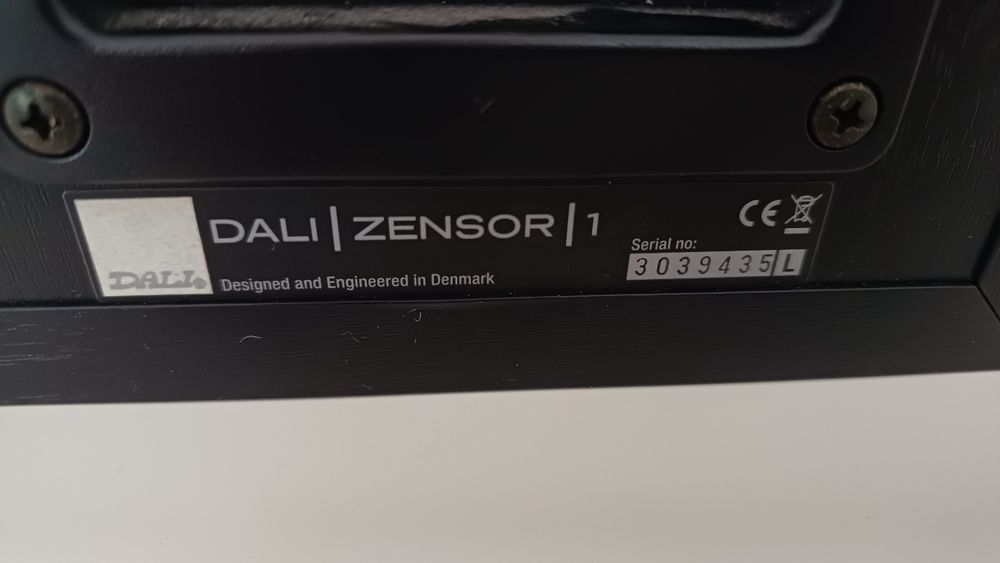 DALI | ZENSOR | 1
DALI®
Designed and Engineered in Denmark
CE
Serial no:
3039435 L